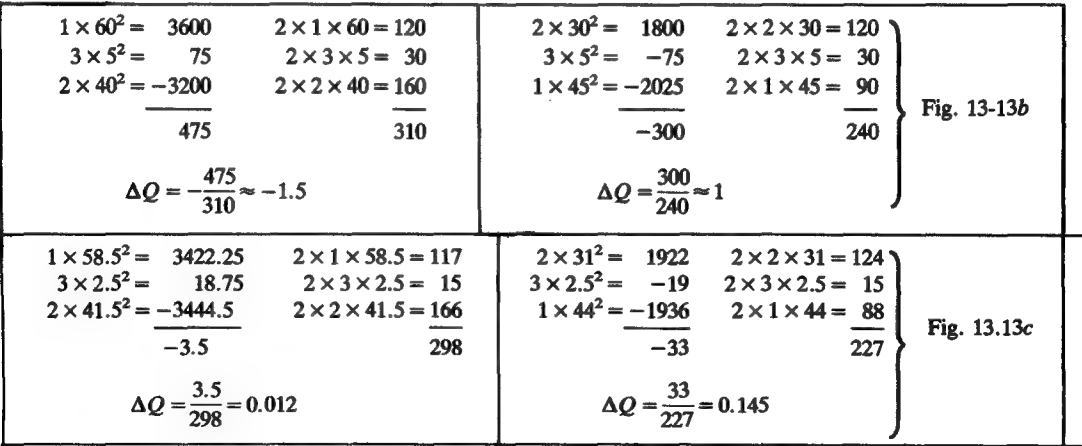 1 × 60² = 3600 2 × 1 × 60 = 120
3 × 5² = 75 2 × 3 × 5 = 30
2 × 40² = −3200 2 × 2 × 40 = 160
475 310
ΔQ = −475/310 ≈ −1.5
2 × 30² = 1800 2 × 2 × 30 = 120
3 × 5² = −75 2 × 3 × 5 = 30
1 × 45² = −2025 2 × 1 × 45 = 90
−300 240
ΔQ = 300/240 ≈ 1
Fig. 13-13b
1 × 58.5² = 3422.25 2 × 1 × 58.5 = 117
3 × 2.5² = 18.75 2 × 3 × 2.5 = 15
2 × 41.5² = −3444.5 2 × 2 × 41.5 = 166
−3.5 298
ΔQ = 3.5/298 = 0.012
2 × 31² = 1922 2 × 2 × 31 = 124
3 × 2.5² = −19 2 × 3 × 2.5 = 15
1 × 44² = −1936 2 × 1 × 44 = 88
−33 227
ΔQ = 33/227 = 0.145
Fig. 13.13c